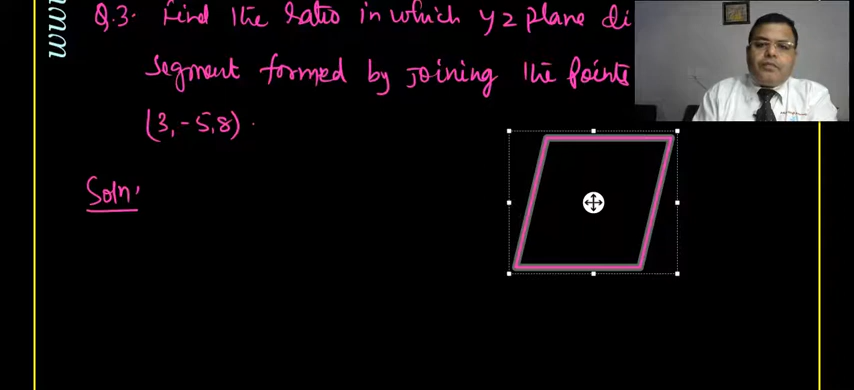 Q.3. Find the ratio in which yz plane di
segment formed by joining the points
(3,-5,8).
Soln.
www